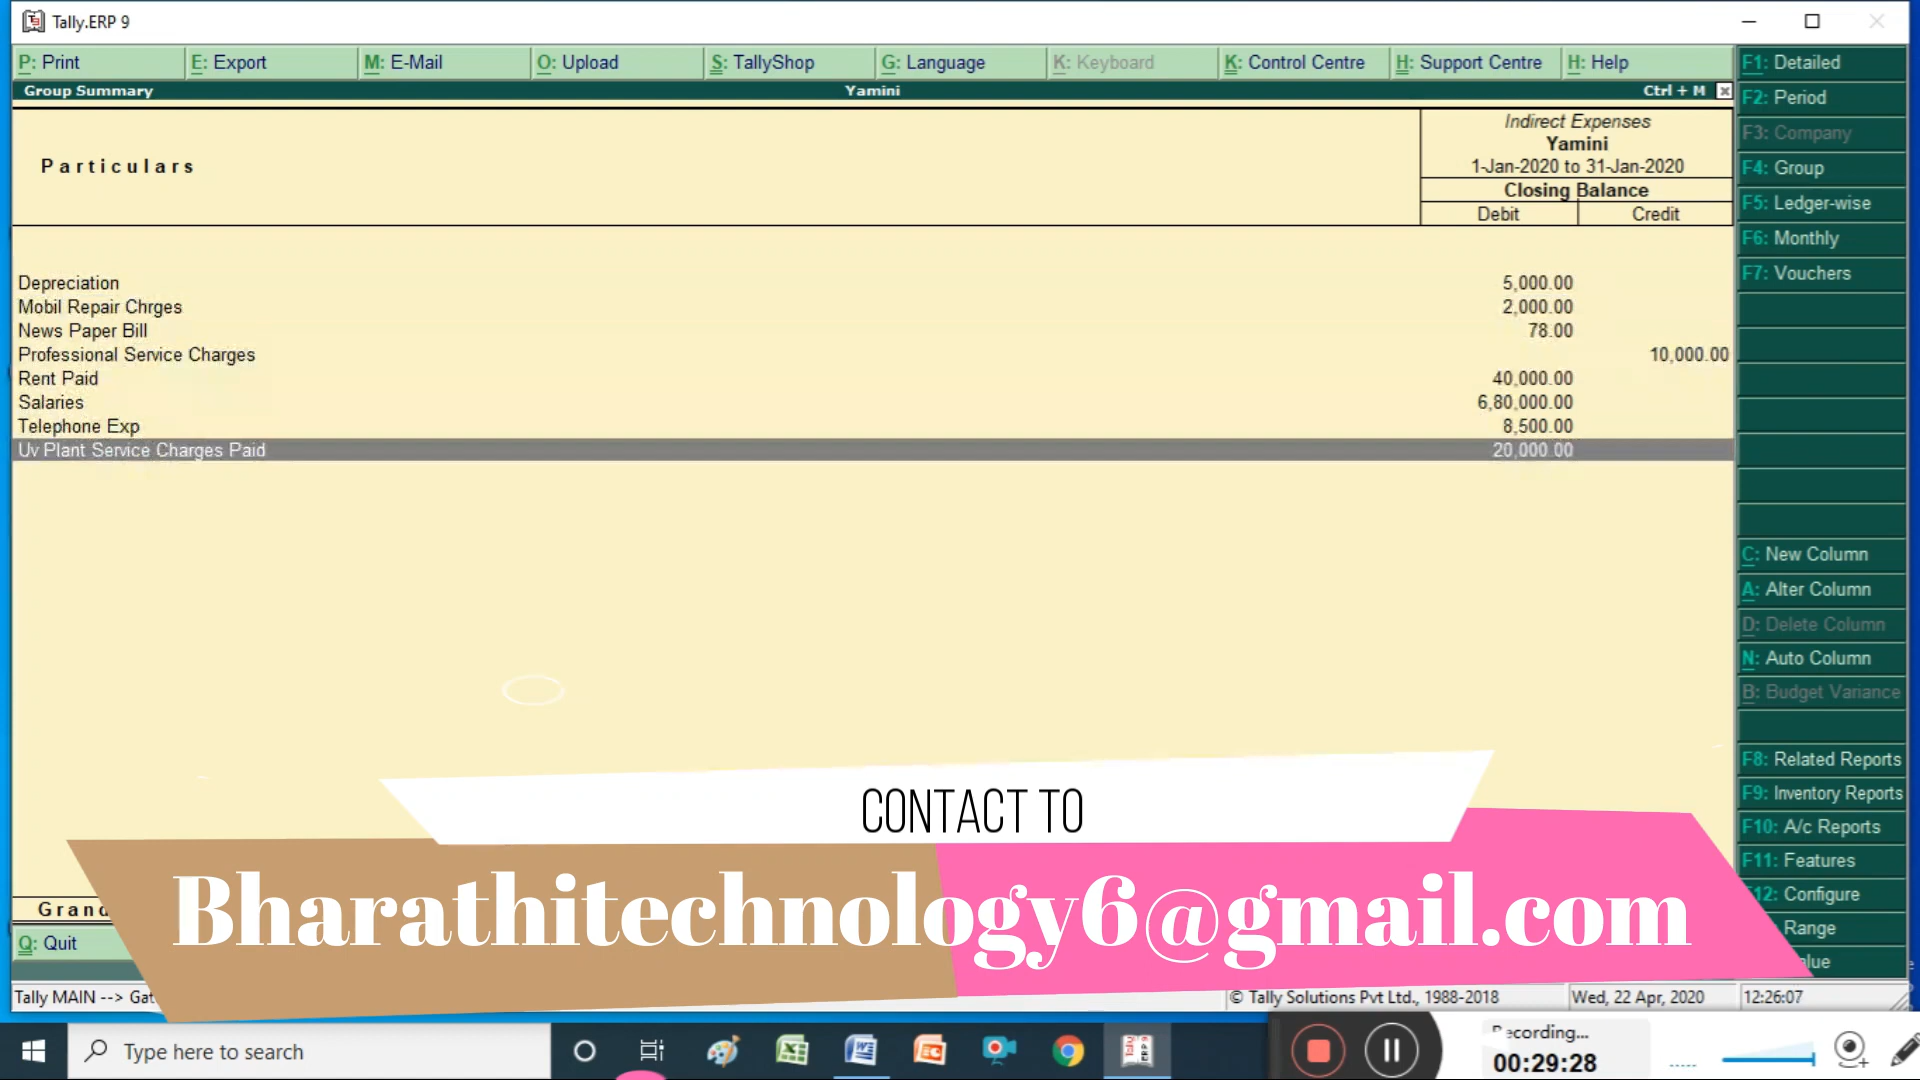 Tally.ERP 9
P: Print E: Export M: E-Mail O: Upload S: TallyShop G: Language K: Keyboard K: Control Centre H: Support Centre H: Help
Group Summary Yamini Ctrl + M
Particulars
Indirect Expenses
Yamini
1-Jan-2020 to 31-Jan-2020
Closing Balance
Debit Credit
Depreciation 5,000.00
Mobil Repair Chrges 2,000.00
News Paper Bill 78.00
Professional Service Charges 10,000.00
Rent Paid 40,000.00
Salaries 6,80,000.00
Telephone Exp 8,500.00
Uv Plant Service Charges Paid 20,000.00
F1: Detailed
F2: Period
F3: Company
F4: Group
F5: Ledger-wise
F6: Monthly
F7: Vouchers
C: New Column
A: Alter Column
D: Delete Column
N: Auto Column
B: Budget Variance
F8: Related Reports
F9: Inventory Reports
F10: A/c Reports
F11: Features
12: Configure
Range
CONTACT TO
Bharathitechnology6@gmail.com
Grand
Q: Quit
Tally MAIN --> Gat
© Tally Solutions Pvt Ltd., 1988-2018 Wed, 22 Apr, 2020 12:26:07
Type here to search
Recording...
00:29:28